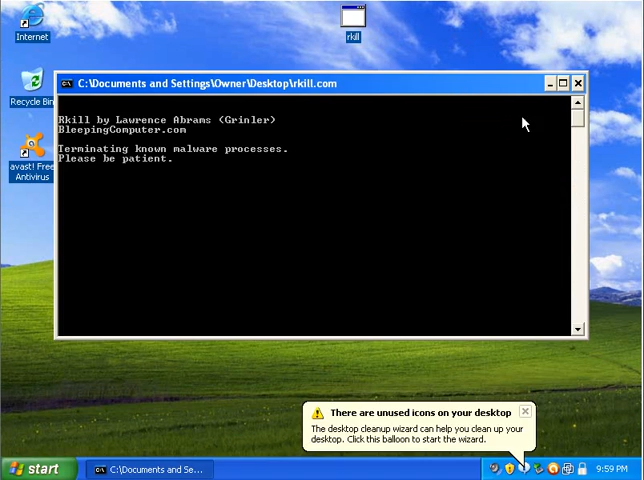 Internet
rkill
C:\Documents and Settings\Owner\Desktop\rkill.com
Recycle Bin
Rkill by Lawrence Abrams (Grinler)
BleepingComputer.com
Terminating known malware processes.
Please be patient.
avast! Free
Antivirus
There are unused icons on your desktop
The desktop cleanup wizard can help you clean up your
desktop. Click this balloon to start the wizard.
start
C:\Documents and Se...
9:59 PM